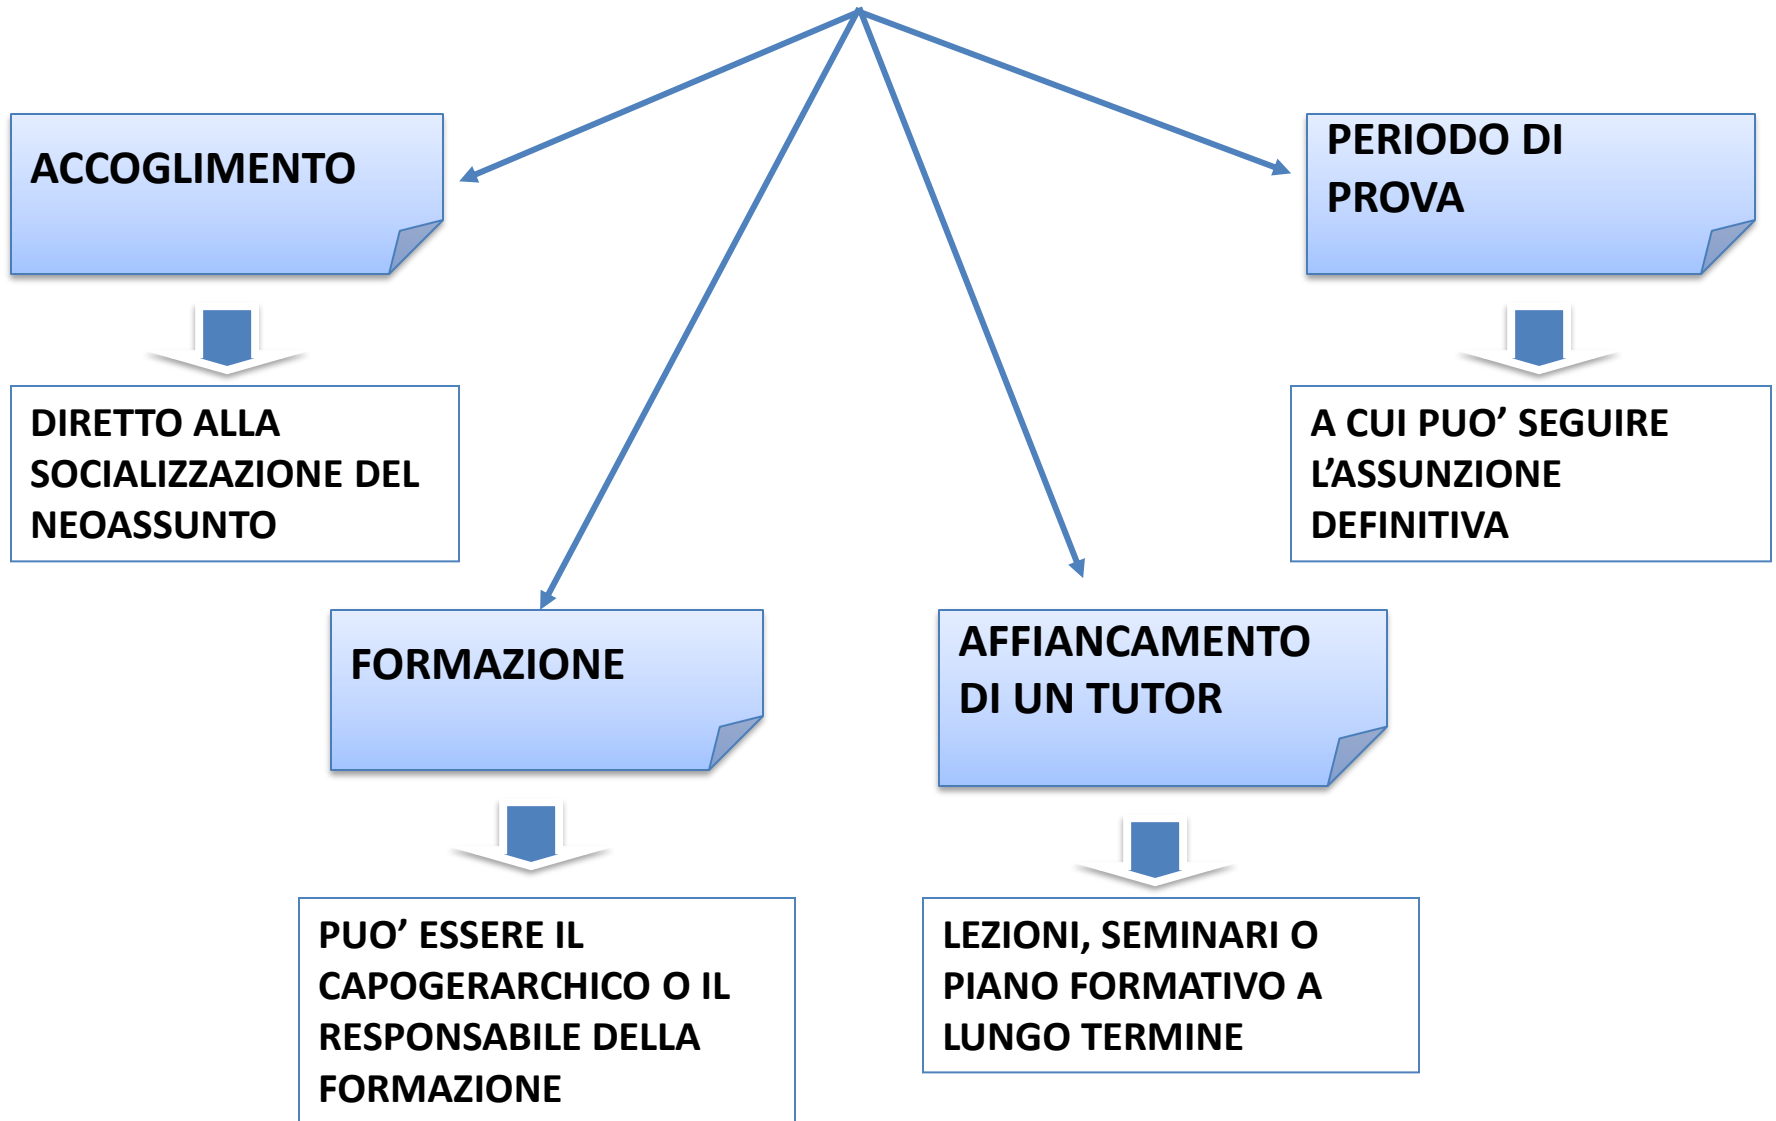 ACCOGLIMENTO
PERIODO DI
PROVA
DIRETTO ALLA
SOCIALIZZAZIONE DEL
NEOASSUNTO
A CUI PUO’ SEGUIRE
L’ASSUNZIONE
DEFINITIVA
FORMAZIONE
AFFIANCAMENTO
DI UN TUTOR
PUO’ ESSERE IL
CAPOGERARCHICO O IL
RESPONSABILE DELLA
FORMAZIONE
LEZIONI, SEMINARI O
PIANO FORMATIVO A
LUNGO TERMINE